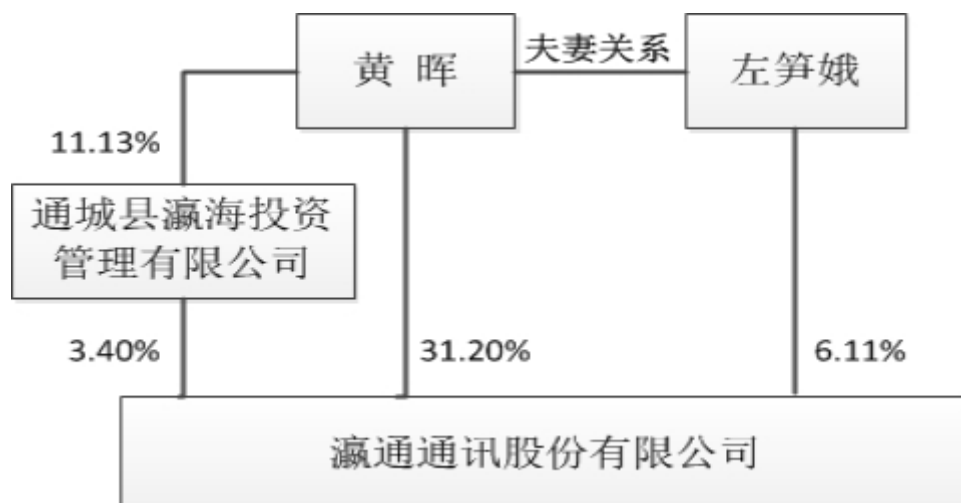 黄 晖
夫妻关系
左笋娥
11.13%
通城县瀛海投资
管理有限公司
3.40%
31.20%
6.11%
瀛通通讯股份有限公司